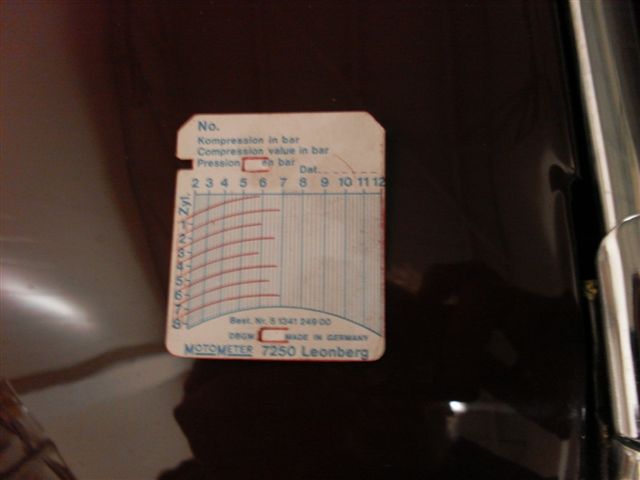 No.
Kompression in bar
Compression value in bar
Pression en bar
Dat.
2 3 4 5 6 7 8 9 10 11 12
Zyl.
1
2
3
4
5
6
7
8
Best. Nr. 5 1341 249 00
DBGM MADE IN GERMANY
MOTOMETER 7250 Leonberg